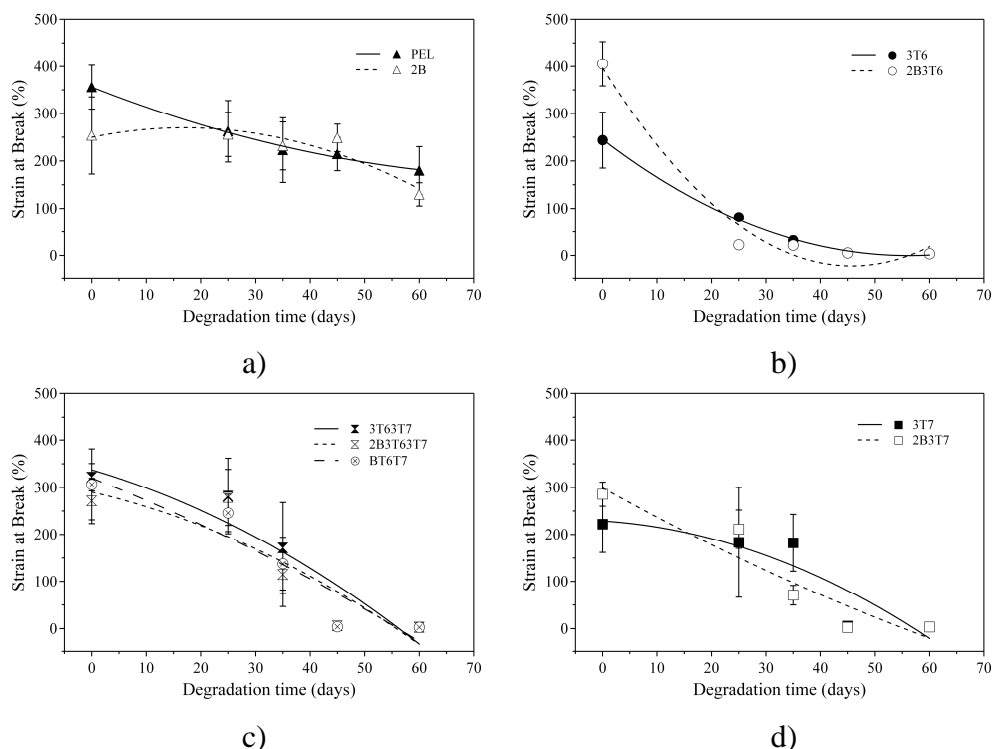 500
400
300
200
100
0
Strain at Break (%)
PEL
2B
0 10 20 30 40 50 60 70
Degradation time (days)
a)
500
400
300
200
100
0
Strain at Break (%)
3T6
2B3T6
0 10 20 30 40 50 60 70
Degradation time (days)
b)
500
400
300
200
100
0
Strain at Break (%)
3T63T7
2B3T63T7
BT6T7
0 10 20 30 40 50 60 70
Degradation time (days)
c)
500
400
300
200
100
0
Strain at Break (%)
3T7
2B3T7
0 10 20 30 40 50 60 70
Degradation time (days)
d)